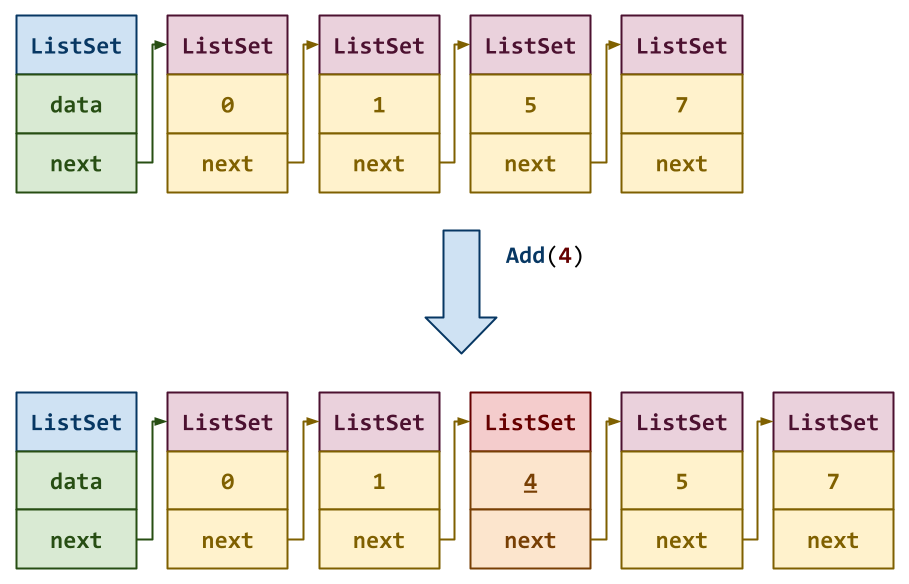 ListSet ListSet ListSet ListSet ListSet
data 0 1 5 7
next next next next next
Add(4)
ListSet ListSet ListSet ListSet ListSet ListSet
data 0 1 4 5 7
next next next next next next